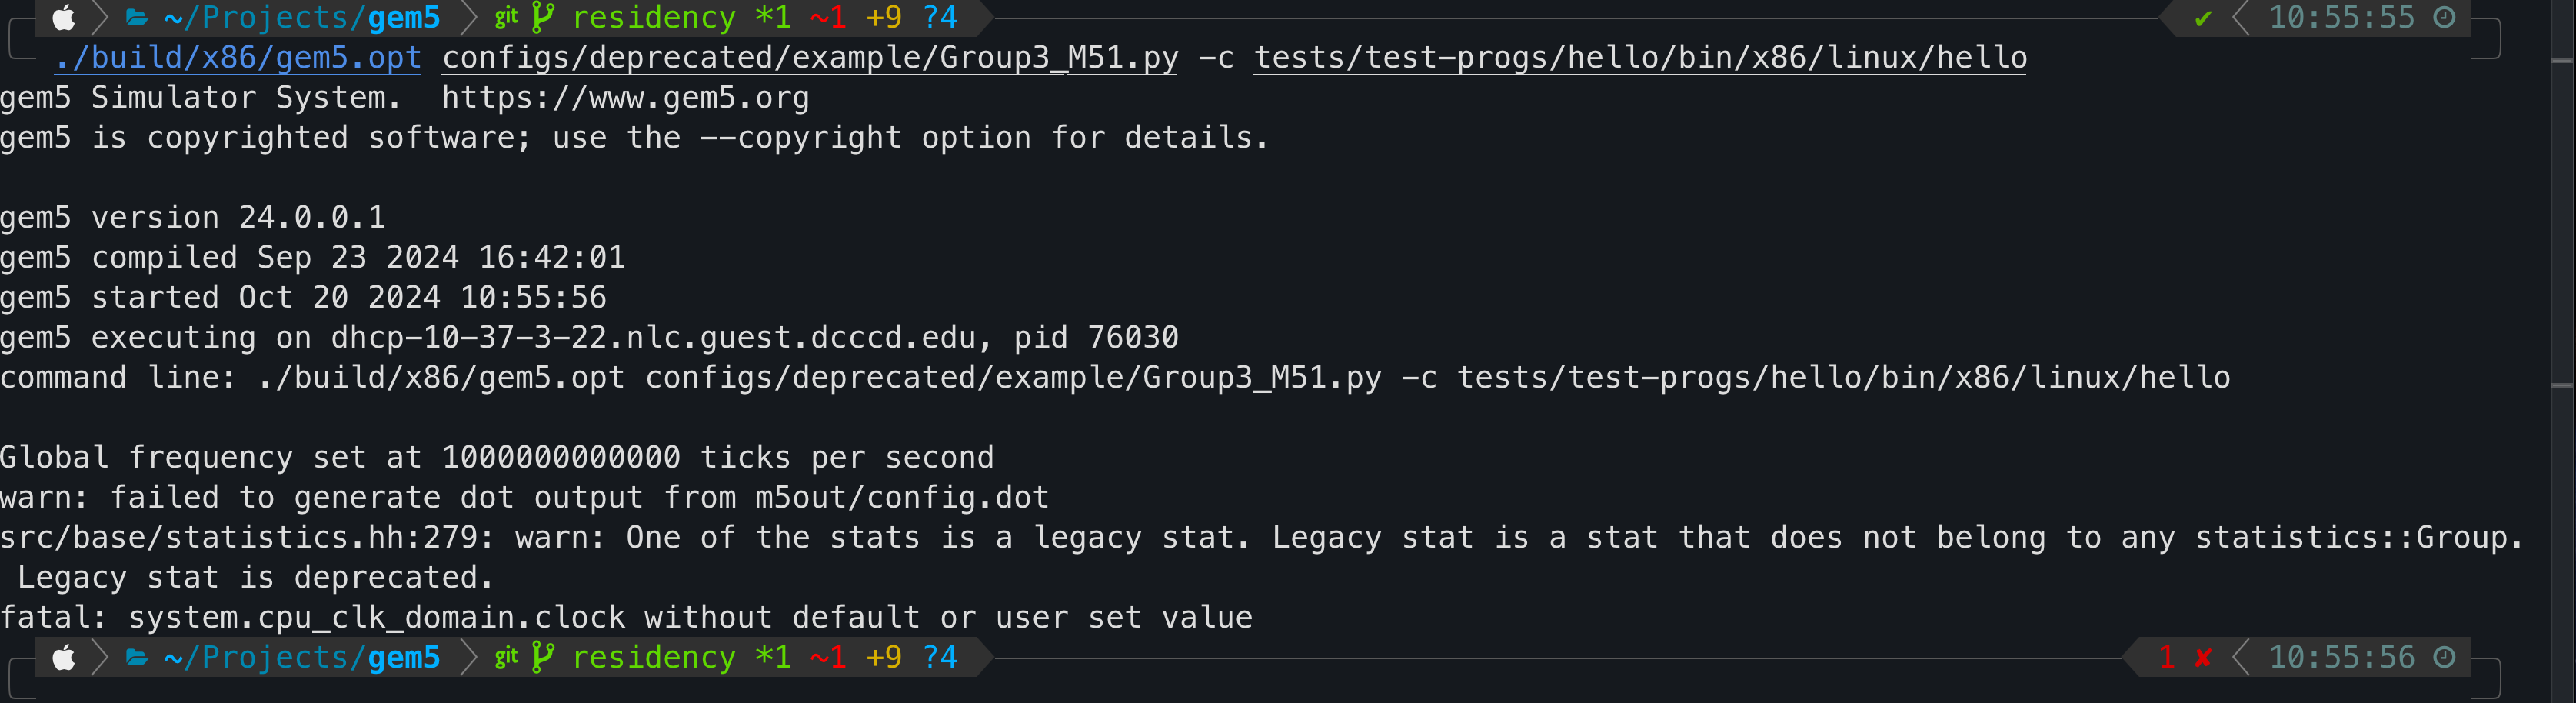 ~/Projects/gem5 git residency *1 ~1 +9 ?4 ✔ 10:55:55
./build/x86/gem5.opt configs/deprecated/example/Group3_M51.py -c tests/test-progs/hello/bin/x86/linux/hello
gem5 Simulator System.  https://www.gem5.org
gem5 is copyrighted software; use the --copyright option for details.
gem5 version 24.0.0.1
gem5 compiled Sep 23 2024 16:42:01
gem5 started Oct 20 2024 10:55:56
gem5 executing on dhcp-10-37-3-22.nlc.guest.dcccd.edu, pid 76030
command line: ./build/x86/gem5.opt configs/deprecated/example/Group3_M51.py -c tests/test-progs/hello/bin/x86/linux/hello
Global frequency set at 1000000000000 ticks per second
warn: failed to generate dot output from m5out/config.dot
src/base/statistics.hh:279: warn: One of the stats is a legacy stat. Legacy stat is a stat that does not belong to any statistics::Group.
Legacy stat is deprecated.
fatal: system.cpu_clk_domain.clock without default or user set value
~/Projects/gem5 git residency *1 ~1 +9 ?4 1 ✘ 10:55:56